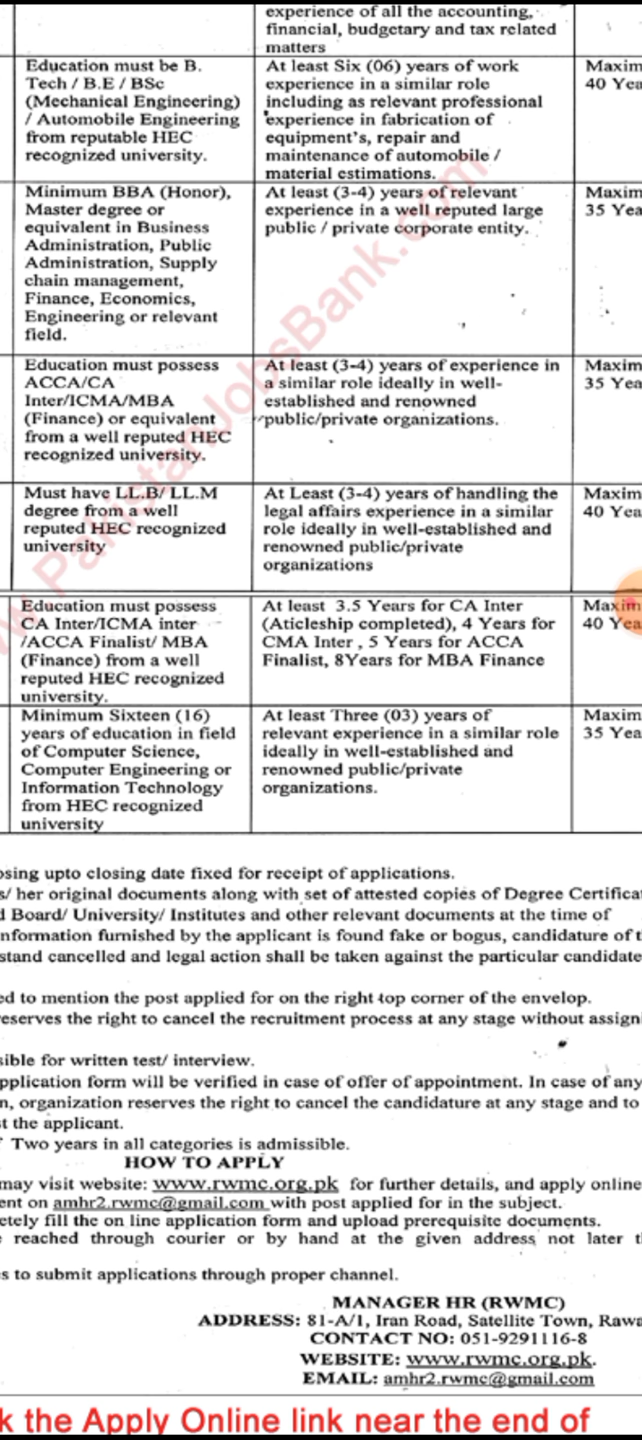 experience of all the accounting,
financial, budgetary and tax related
matters
Education must be B.
Tech / B.E / BSc
(Mechanical Engineering)
/ Automobile Engineering
from reputable HEC
recognized university.
At least Six (06) years of work
experience in a similar role
including as relevant professional
experience in fabrication of
equipment's, repair and
maintenance of automobile /
material estimations.
Maxim
40 Yea
Minimum BBA (Honor),
Master degree or
equivalent in Business
Administration, Public
Administration, Supply
chain management,
Finance, Economics,
Engineering or relevant
field.
At least (3-4) years of relevant
experience in a well reputed large
public / private corporate entity.
Maxim
35 Yea
Education must possess
ACCA/CA
Inter/ICMA/MBA
(Finance) or equivalent
from a well reputed HEC
recognized university.
At least (3-4) years of experience in
a similar role ideally in well-
established and renowned
public/private organizations.
Maxim
35 Yea
Must have LL.B/ LL.M
degree from a well
reputed HEC recognized
university
At Least (3-4) years of handling the
legal affairs experience in a similar
role ideally in well-established and
renowned public/private
organizations
Maxim
40 Yea
Education must possess
CA Inter/ICMA inter
/ACCA Finalist/ MBA
(Finance) from a well
reputed HEC recognized
university.
At least 3.5 Years for CA Inter
(Aticleship completed), 4 Years for
CMA Inter , 5 Years for ACCA
Finalist, 8Years for MBA Finance
Maxim
40 Yea
Minimum Sixteen (16)
years of education in field
of Computer Science,
Computer Engineering or
Information Technology
from HEC recognized
university
At least Three (03) years of
relevant experience in a similar role
ideally in well-established and
renowned public/private
organizations.
Maxim
35 Yea
w.PakistanJobsBank.com
osing upto closing date fixed for receipt of applications.
s/ her original documents along with set of attested copies of Degree Certifica
d Board/ University/ Institutes and other relevant documents at the time of
nformation furnished by the applicant is found fake or bogus, candidature of t
stand cancelled and legal action shall be taken against the particular candidate
ed to mention the post applied for on the right top corner of the envelop.
eserves the right to cancel the recruitment process at any stage without assigni
sible for written test/ interview.
pplication form will be verified in case of offer of appointment. In case of any
n, organization reserves the right to cancel the candidature at any stage and to
st the applicant.
f Two years in all categories is admissible.
HOW TO APPLY
may visit website: www.rwmc.org.pk for further details, and apply online
ent on amhr2.rwmc@gmail.com with post applied for in the subject.
etely fill the on line application form and upload prerequisite documents.
e reached through courier or by hand at the given address not later t
es to submit applications through proper channel.
MANAGER HR (RWMC)
ADDRESS: 81-A/1, Iran Road, Satellite Town, Rawa
CONTACT NO: 051-9291116-8
WEBSITE: www.rwmc.org.pk.
EMAIL: amhr2.rwmc@gmail.com
k the Apply Online link near the end of